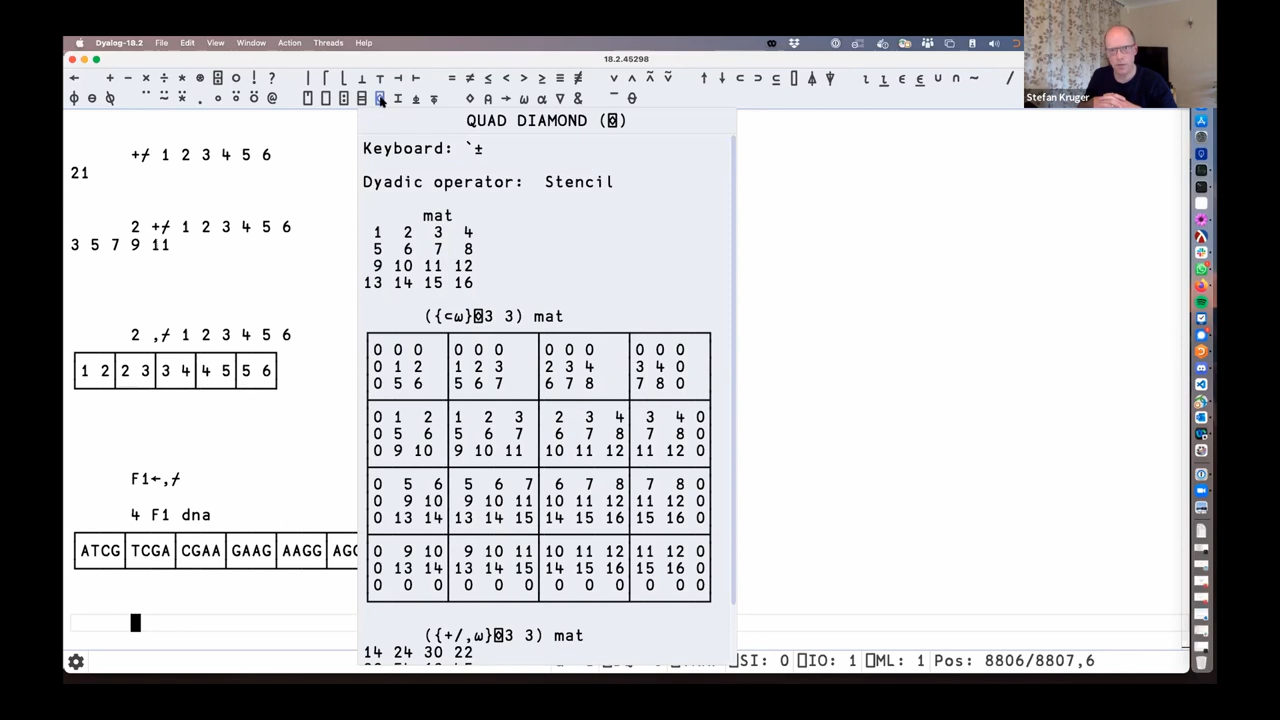 Dyalog-18.2 File Edit View Window Action Threads Help
18.2.45298
Stefan Kruger
QUAD DIAMOND (⌺)
Keyboard: `±
Dyadic operator: Stencil
mat
1 2 3 4
5 6 7 8
9 10 11 12
13 14 15 16
({⊂⍵}⌺3 3) mat
0 0 0 0 0 0 0 0 0 0 0 0
0 1 2 1 2 3 2 3 4 3 4 0
0 5 6 5 6 7 6 7 8 7 8 0
0 1 2 1 2 3 2 3 4 3 4 0
0 5 6 5 6 7 6 7 8 7 8 0
0 9 10 9 10 11 10 11 12 11 12 0
0 5 6 5 6 7 6 7 8 7 8 0
0 9 10 9 10 11 10 11 12 11 12 0
0 13 14 13 14 15 14 15 16 15 16 0
0 9 10 9 10 11 10 11 12 11 12 0
0 13 14 13 14 15 14 15 16 15 16 0
0 0 0 0 0 0 0 0 0 0 0 0
({+/,⍵}⌺3 3) mat
14 24 30 22
+⌿ 1 2 3 4 5 6
21
2 +⌿ 1 2 3 4 5 6
3 5 7 9 11
2 ,⌿ 1 2 3 4 5 6
1 2 2 3 3 4 4 5 5 6
F1←,⌿
4 F1 dna
ATCG TCGA CGAA GAAG AAGG
⎕SI: 0 ⎕IO: 1 ⎕ML: 1 Pos: 8806/8807,6